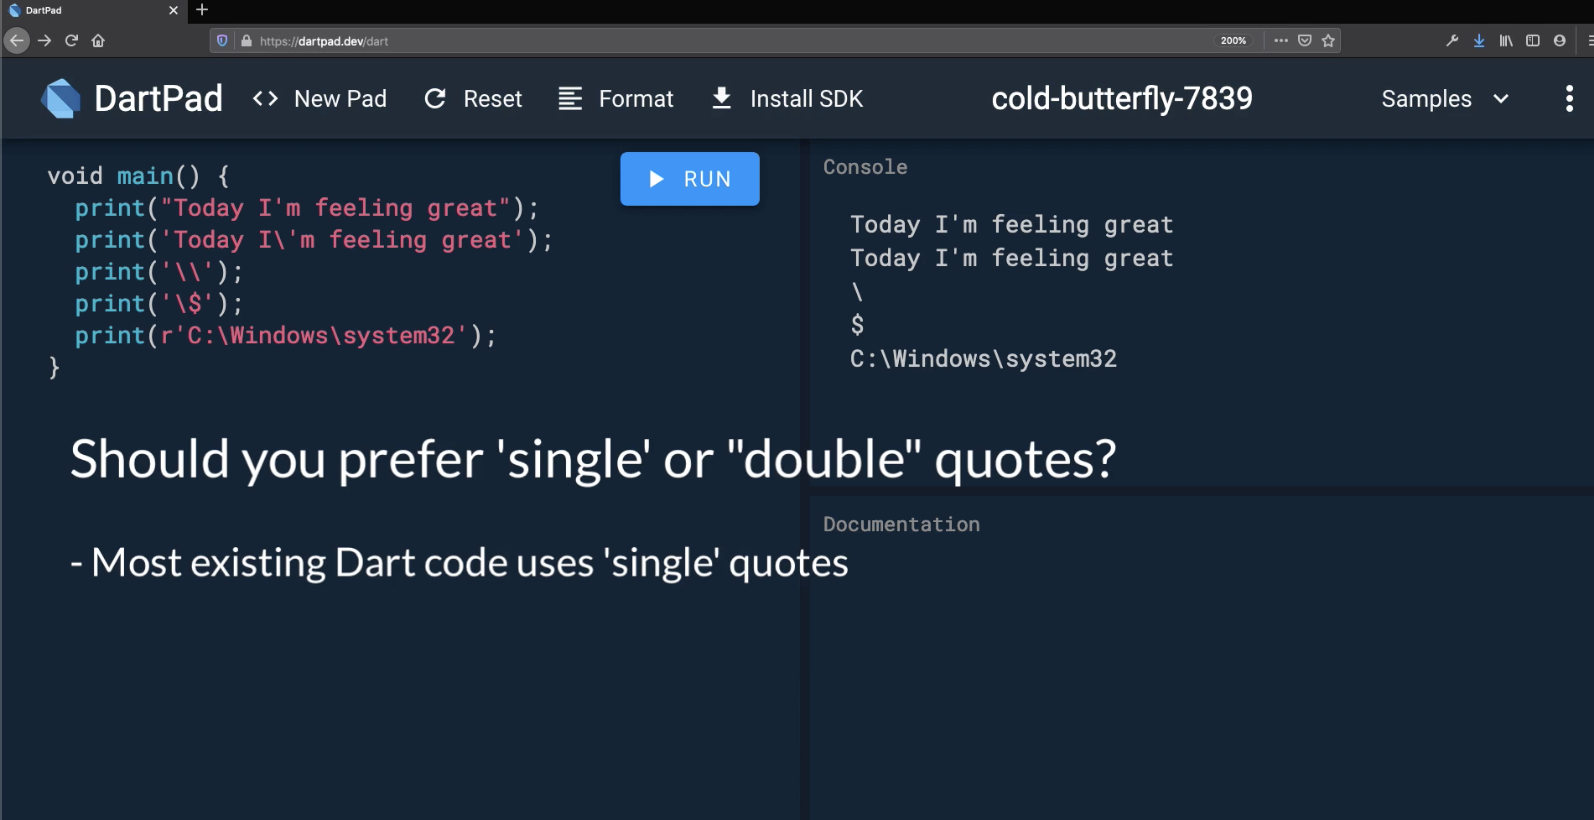 DartPad
https://dartpad.dev/dart
200%
DartPad
<> New Pad
Reset
Format
Install SDK
cold-butterfly-7839
Samples
void main() {
  print("Today I'm feeling great");
  print('Today I\'m feeling great');
  print('\\');
  print('\$');
  print(r'C:\Windows\system32');
}
RUN
Console
Today I'm feeling great
Today I'm feeling great
\
$
C:\Windows\system32
Should you prefer 'single' or "double" quotes?
Documentation
- Most existing Dart code uses 'single' quotes